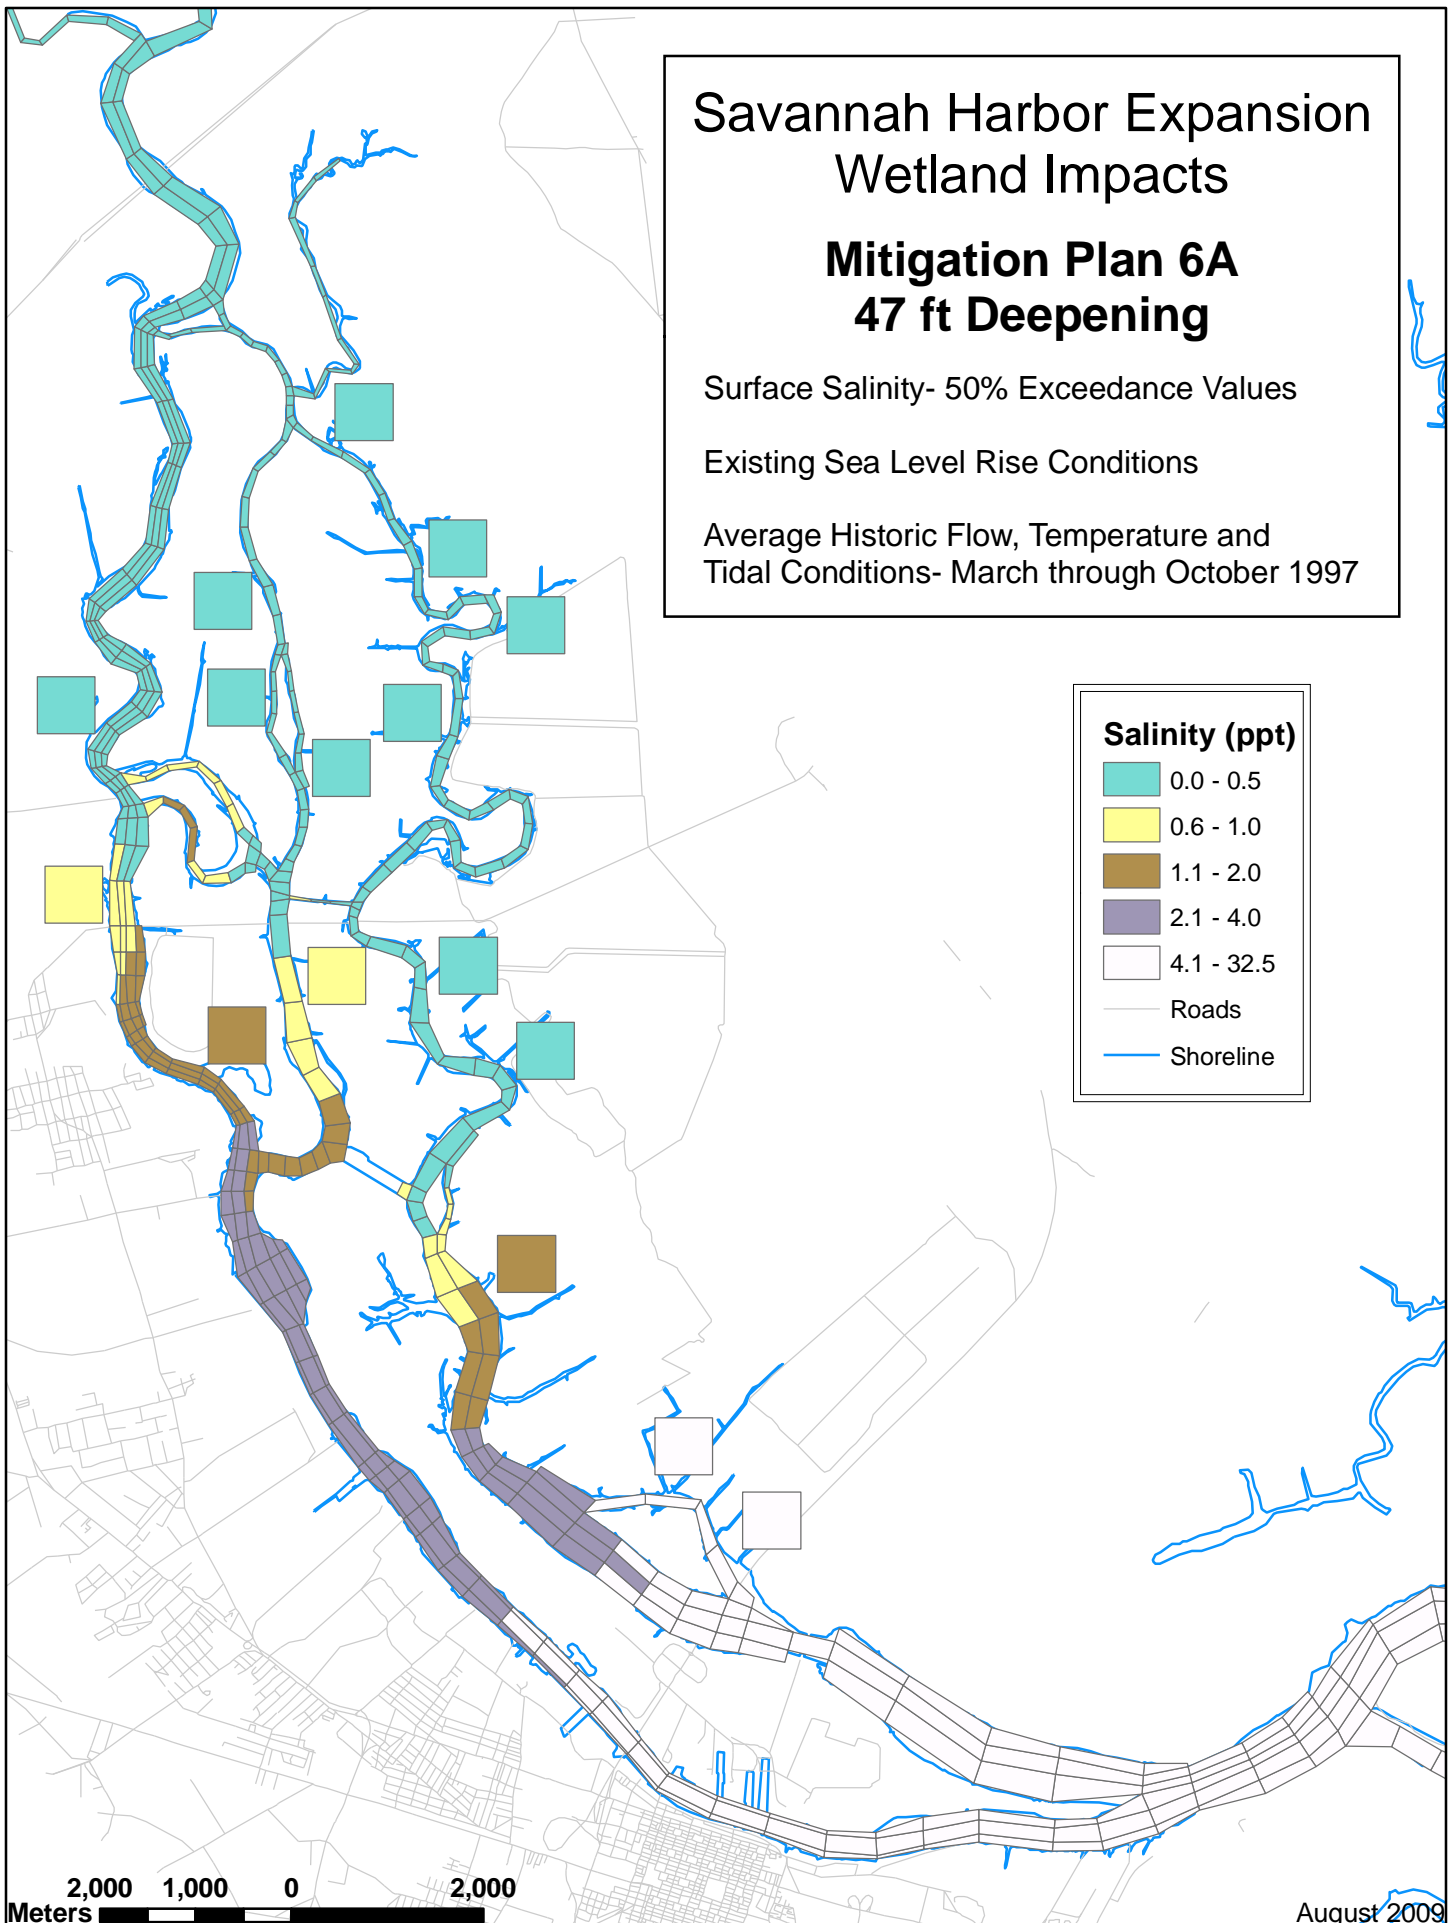 Savannah Harbor Expansion
Wetland Impacts
Mitigation Plan 6A
47 ft Deepening
Surface Salinity- 50% Exceedance Values
Existing Sea Level Rise Conditions
Average Historic Flow, Temperature and
Tidal Conditions- March through October 1997
Salinity (ppt)
0.0 - 0.5
0.6 - 1.0
1.1 - 2.0
2.1 - 4.0
4.1 - 32.5
Roads
Shoreline
2,000 1,000 0 2,000
Meters
August 2009